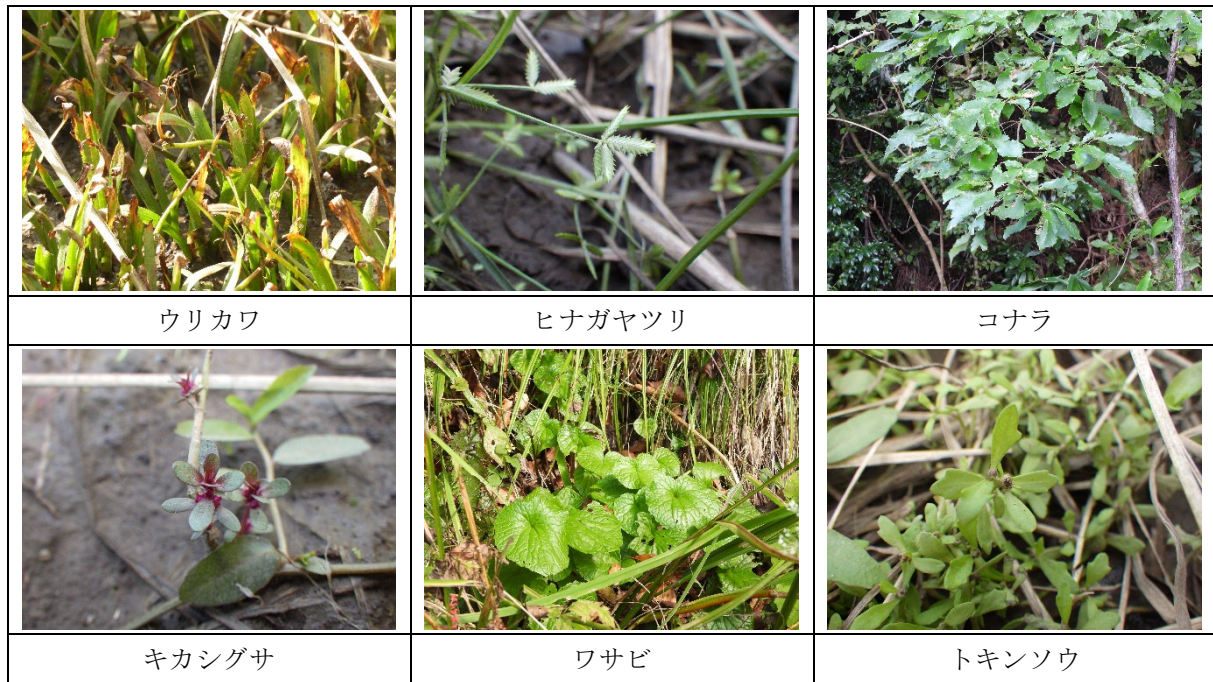 ウリカワ
ヒナガヤツリ
コナラ
キカシグサ
ワサビ
トキンソウ